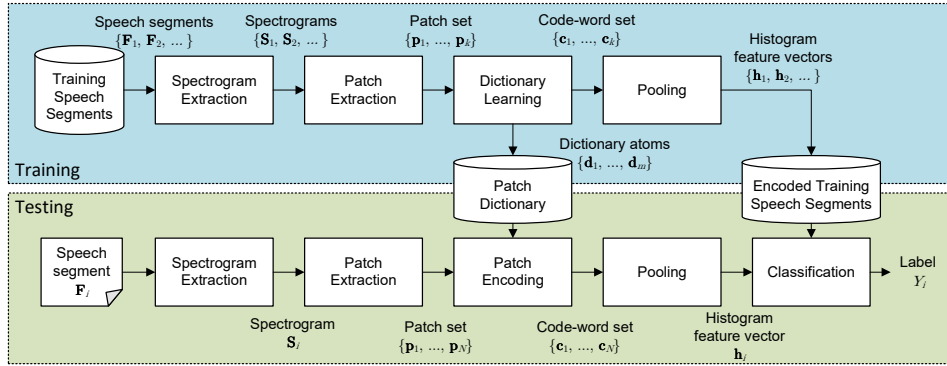 Speech segments
{F₁, F₂, ... }
Spectrograms
{S₁, S₂, ... }
Patch set
{p₁, ..., pₖ}
Code-word set
{c₁, ..., cₖ}
Histogram
feature vectors
{h₁, h₂, ... }
Training
Speech
Segments
Spectrogram
Extraction
Patch
Extraction
Dictionary
Learning
Pooling
Dictionary atoms
{d₁, ..., dₘ}
Training
Patch
Dictionary
Encoded Training
Speech Segments
Testing
Speech
segment
Fᵢ
Spectrogram
Extraction
Patch
Extraction
Patch
Encoding
Pooling
Classification
Label
Yᵢ
Spectrogram
Sᵢ
Patch set
{p₁, ..., p_N}
Code-word set
{c₁, ..., c_N}
Histogram
feature vector
hᵢ